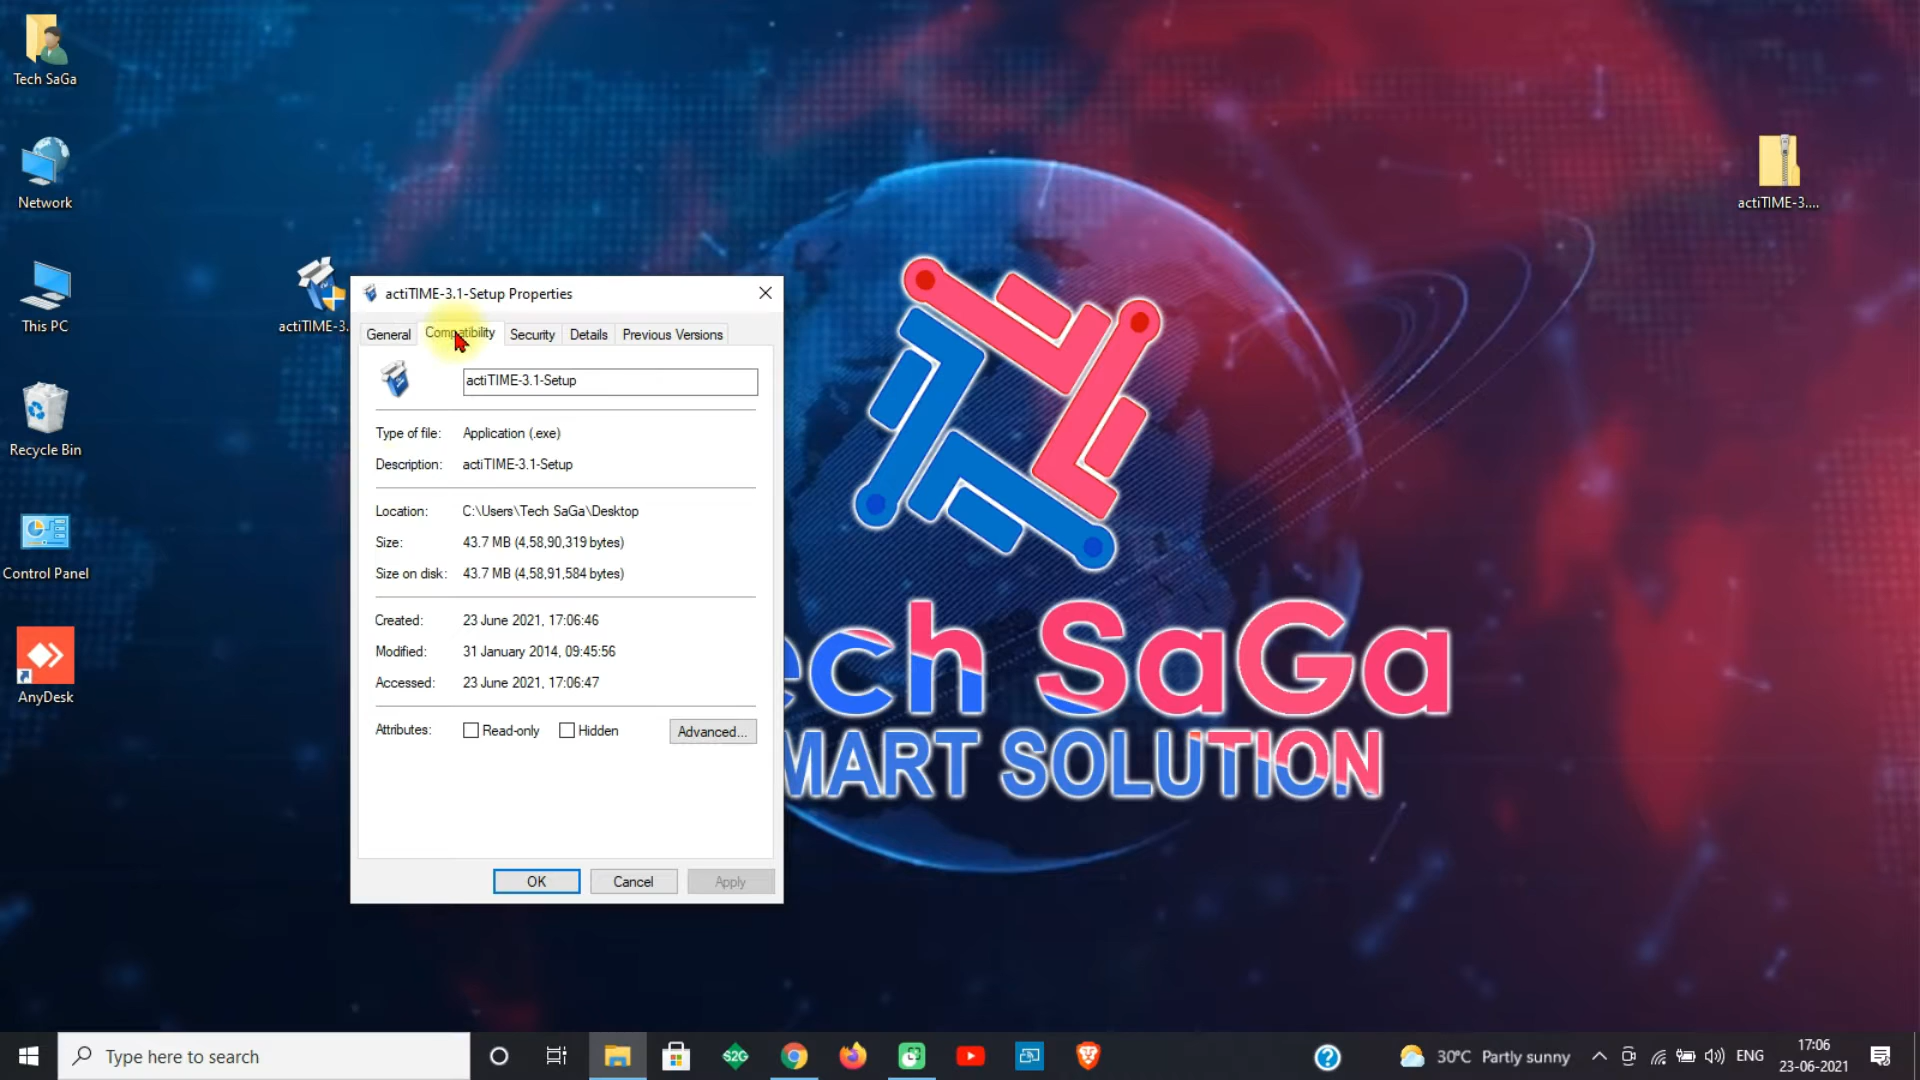 Tech SaGa
Network
This PC
Recycle Bin
Control Panel
AnyDesk
actiTIME-3.
actiTIME-3....
actiTIME-3.1-Setup Properties
General
Compatibility
Security
Details
Previous Versions
actiTIME-3.1-Setup
Type of file: Application (.exe)
Description: actiTIME-3.1-Setup
Location: C:\Users\Tech SaGa\Desktop
Size: 43.7 MB (4,58,90,319 bytes)
Size on disk: 43.7 MB (4,58,91,584 bytes)
Created: 23 June 2021, 17:06:46
Modified: 31 January 2014, 09:45:56
Accessed: 23 June 2021, 17:06:47
Attributes: Read-only Hidden Advanced...
OK Cancel Apply
ech SaGa
MART SOLUTION
Type here to search
S2G
30°C Partly sunny
ENG
17:06
23-06-2021